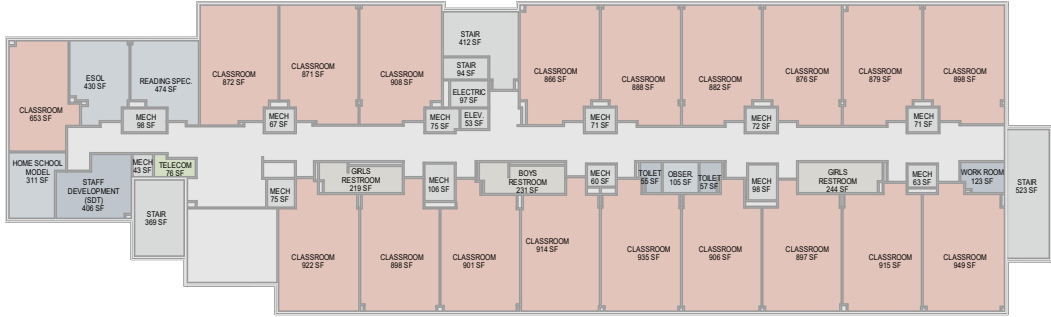 STAIR
412 SF
STAIR
94 SF
ELECTRIC
97 SF
ELEV.
53 SF
CLASSROOM
653 SF
ESOL
430 SF
READING SPEC.
474 SF
CLASSROOM
872 SF
CLASSROOM
871 SF
CLASSROOM
908 SF
CLASSROOM
866 SF
CLASSROOM
888 SF
CLASSROOM
882 SF
CLASSROOM
876 SF
CLASSROOM
879 SF
CLASSROOM
898 SF
MECH
98 SF
MECH
67 SF
MECH
75 SF
MECH
71 SF
MECH
72 SF
MECH
71 SF
HOME SCHOOL
MODEL
311 SF
STAFF
DEVELOPMENT
(SDT)
406 SF
MECH
43 SF
TELECOM
76 SF
STAIR
369 SF
MECH
75 SF
GIRLS
RESTROOM
219 SF
MECH
106 SF
BOYS
RESTROOM
231 SF
MECH
60 SF
TOILET
55 SF
OBSER.
105 SF
TOILET
57 SF
MECH
98 SF
GIRLS
RESTROOM
244 SF
MECH
63 SF
WORK ROOM
123 SF
STAIR
523 SF
CLASSROOM
922 SF
CLASSROOM
898 SF
CLASSROOM
901 SF
CLASSROOM
914 SF
CLASSROOM
935 SF
CLASSROOM
906 SF
CLASSROOM
897 SF
CLASSROOM
915 SF
CLASSROOM
949 SF